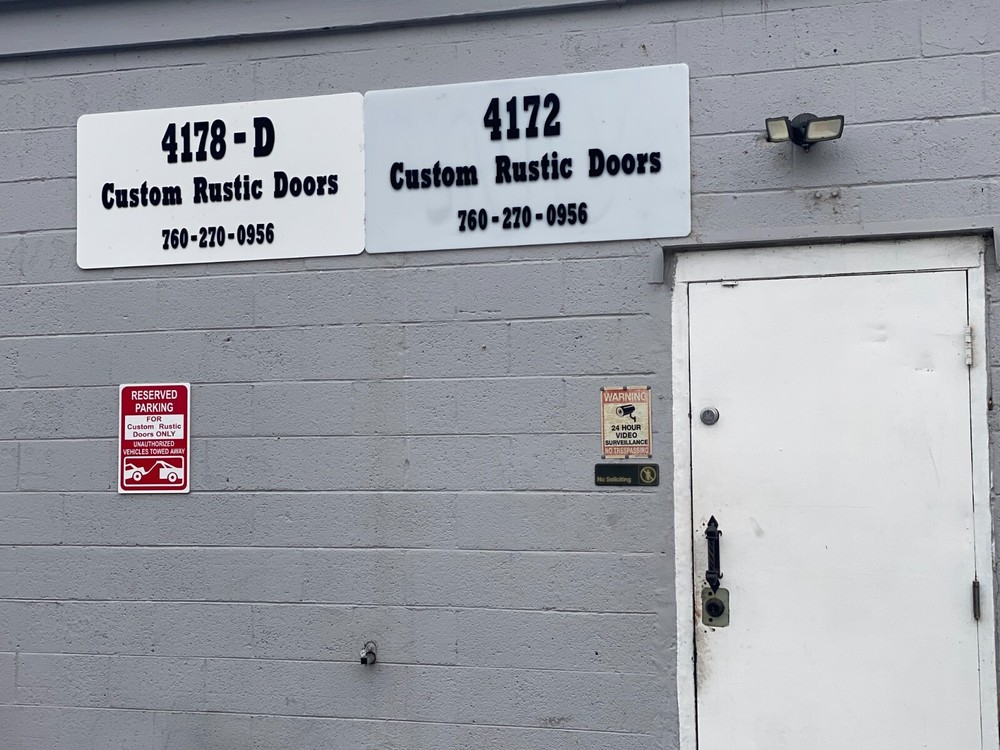 4178-D
Custom Rustic Doors
760-270-0956
4172
Custom Rustic Doors
760-270-0956
RESERVED
PARKING
FOR
Custom Rustic
Doors ONLY
UNAUTHORIZED
VEHICLES TOWED AWAY
WARNING
24 HOUR
VIDEO
SURVEILLANCE
NO TRESPASSING
No Soliciting